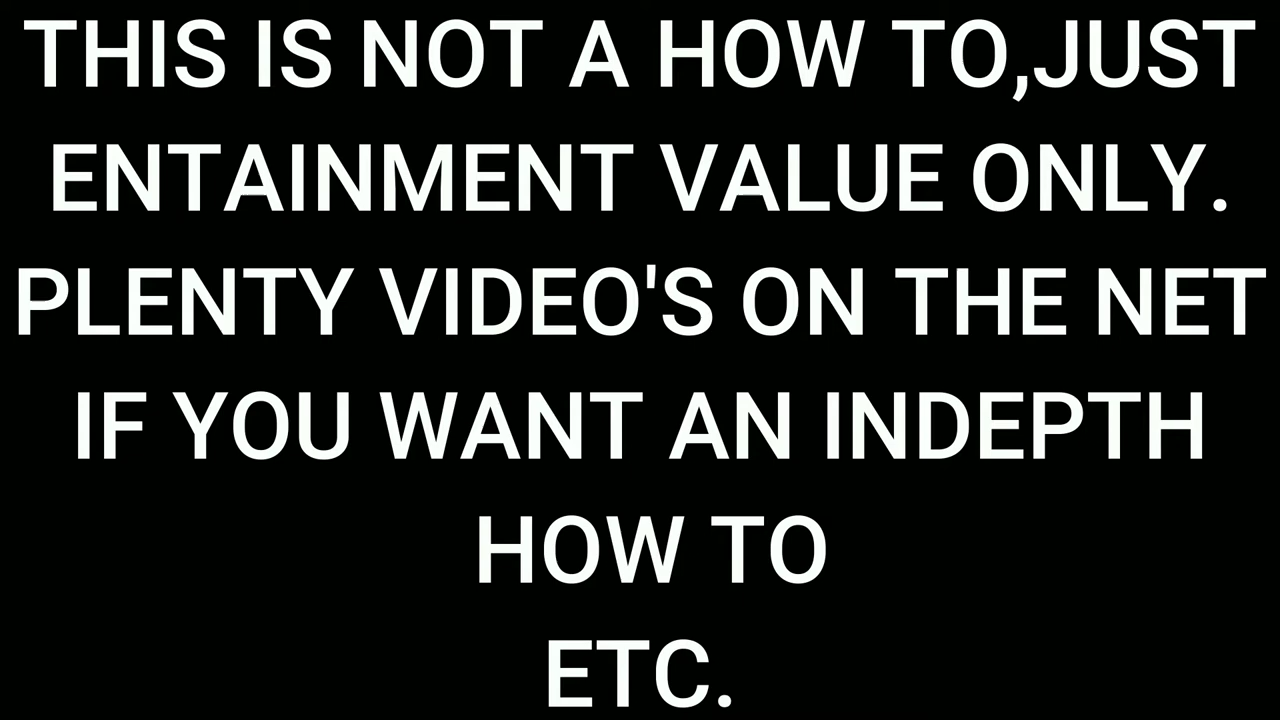 THIS IS NOT A HOW TO,JUST
ENTAINMENT VALUE ONLY.
PLENTY VIDEO'S ON THE NET
IF YOU WANT AN INDEPTH
HOW TO
ETC.